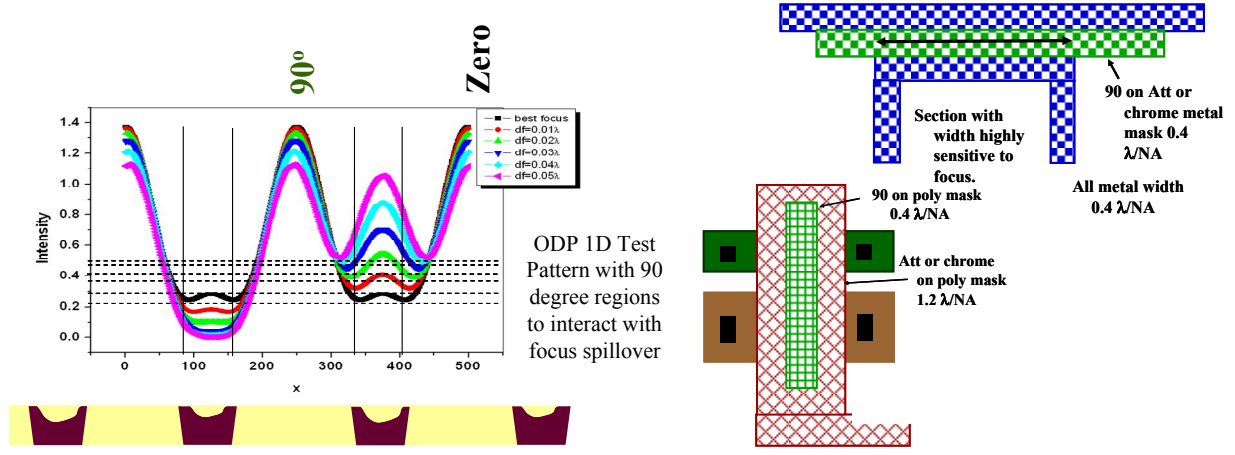 90°
Zero
1.4
1.2
1.0
0.8
0.6
0.4
0.2
0.0
Intensity
0
100
200
300
400
500
x
best focus
df=0.01λ
df=0.02λ
df=0.03λ
df=0.04λ
df=0.05λ
ODP 1D Test
Pattern with 90
degree regions
to interact with
focus spillover
Section with
width highly
sensitive to
focus.
90 on Att or
chrome metal
mask 0.4
λ/NA
All metal width
0.4 λ/NA
90 on poly mask
0.4 λ/NA
Att or chrome
on poly mask
1.2 λ/NA